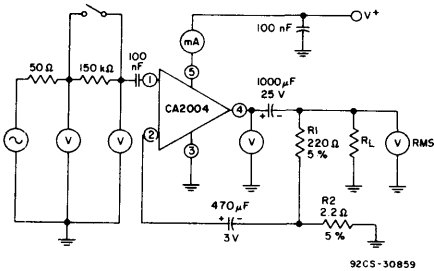 50Ω
150 kΩ
100
nF
1
2
3
4
5
mA
100 nF
V+
CA2004
1000μF
25 V
+ -
V
V
V
V
RMS
R1
220Ω
5 %
RL
470μF
+ -
3V
R2
2.2Ω
5 %
92CS-30859